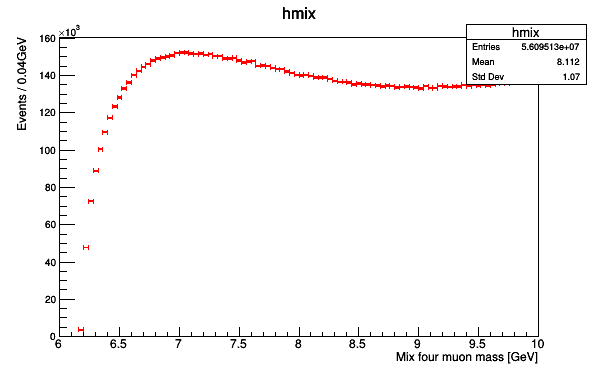 hmix
×10³
hmix
Entries 5.609513e+07
Mean 8.112
Std Dev 1.07
Events / 0.04GeV
160
140
120
100
80
60
40
20
0
6 6.5 7 7.5 8 8.5 9 9.5 10
Mix four muon mass [GeV]